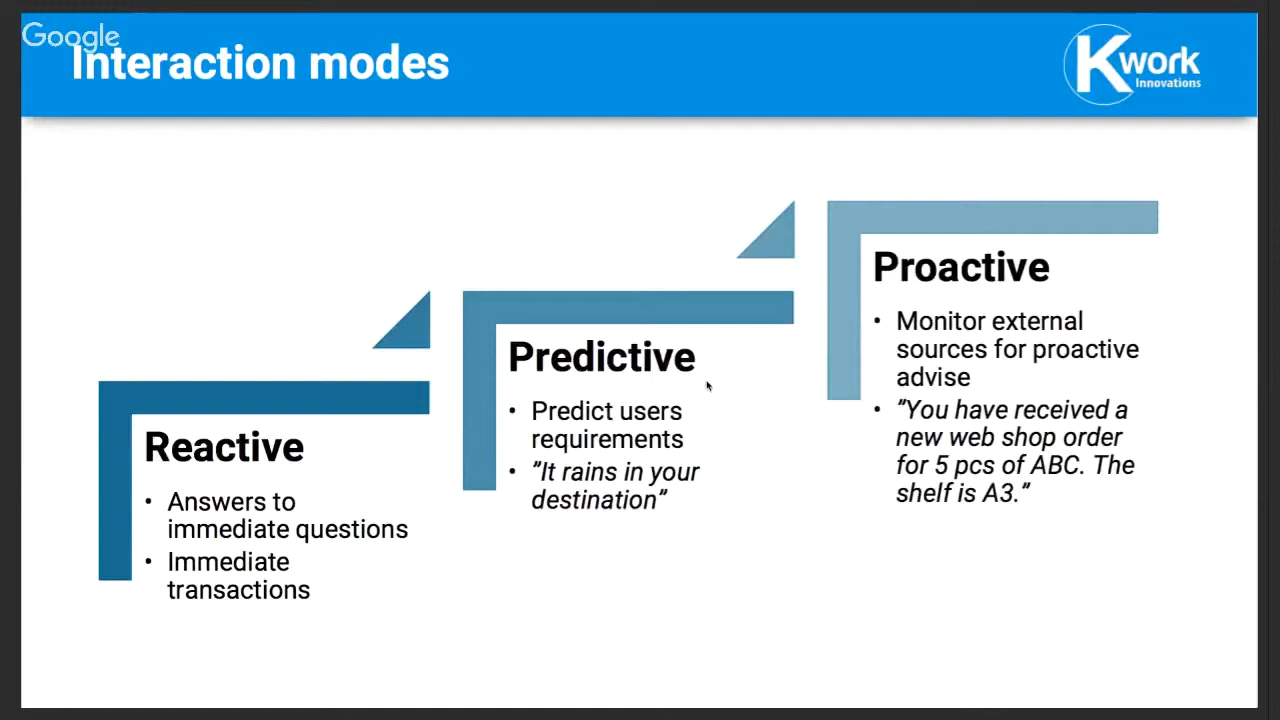 Google
Interaction modes
Kwork
Innovations
Reactive
• Answers to
immediate questions
• Immediate
transactions
Predictive
• Predict users
requirements
• ”It rains in your
destination”
Proactive
• Monitor external
sources for proactive
advise
• ”You have received a
new web shop order
for 5 pcs of ABC. The
shelf is A3.”